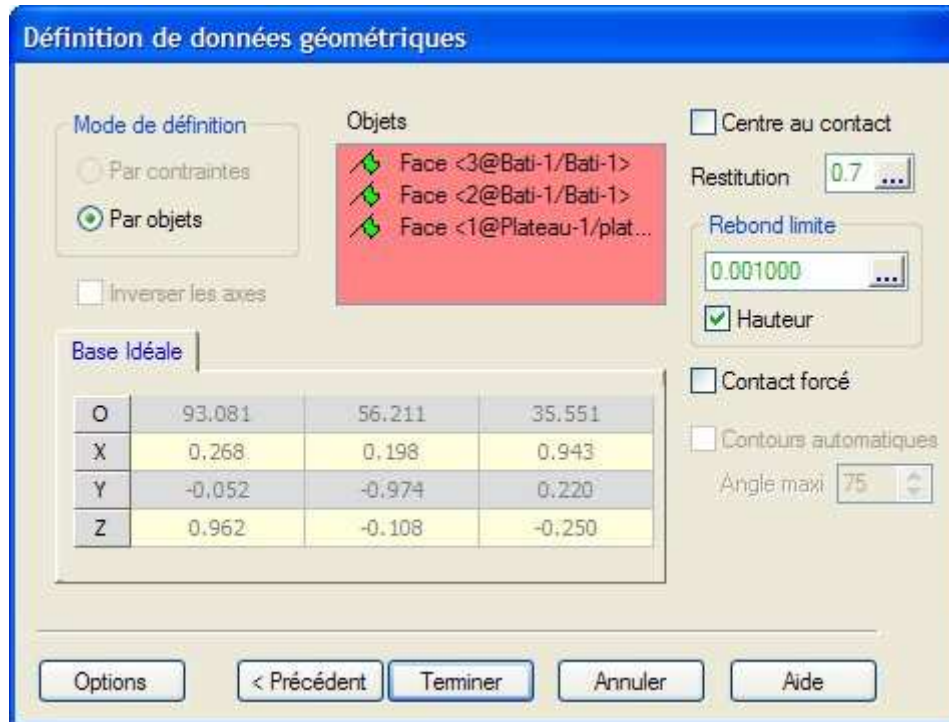 Définition de données géométriques
Mode de définition
Par contraintes
Par objets
Inverser les axes
Objets
Face <3@Bati-1/Bati-1>
Face <2@Bati-1/Bati-1>
Face <1@Plateau-1/plat...
Centre au contact
Restitution 0.7 ...
Rebond limite
0.001000 ...
Hauteur
Contact forcé
Contours automatiques
Angle maxi 75
Base Idéale
O 93.081 56.211 35.551
X 0.268 0.198 0.943
Y -0.052 -0.974 0.220
Z 0.962 -0.108 -0.250
Options
< Précédent
Terminer
Annuler
Aide